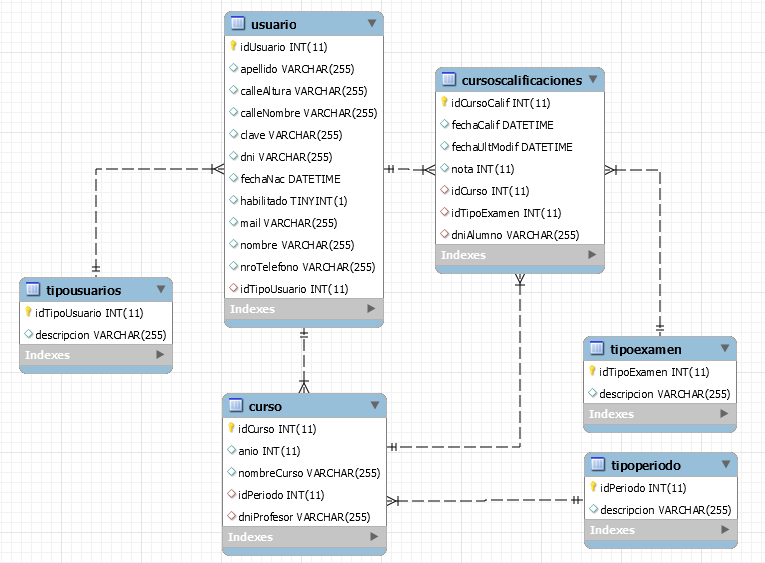 usuario
idUsuario INT(11)
apellido VARCHAR(255)
calleAltura VARCHAR(255)
calleNombre VARCHAR(255)
clave VARCHAR(255)
dni VARCHAR(255)
fechaNac DATETIME
habilitado TINYINT(1)
mail VARCHAR(255)
nombre VARCHAR(255)
nroTelefono VARCHAR(255)
idTipoUsuario INT(11)
Indexes
cursoscalificaciones
idCursoCalif INT(11)
fechaCalif DATETIME
fechaUltModif DATETIME
nota INT(11)
idCurso INT(11)
idTipoExamen INT(11)
dniAlumno VARCHAR(255)
Indexes
tipousuarios
idTipoUsuario INT(11)
descripcion VARCHAR(255)
Indexes
tipoexamen
idTipoExamen INT(11)
descripcion VARCHAR(255)
Indexes
curso
idCurso INT(11)
anio INT(11)
nombreCurso VARCHAR(255)
idPeriodo INT(11)
dniProfesor VARCHAR(255)
Indexes
tipoperiodo
idPeriodo INT(11)
descripcion VARCHAR(255)
Indexes